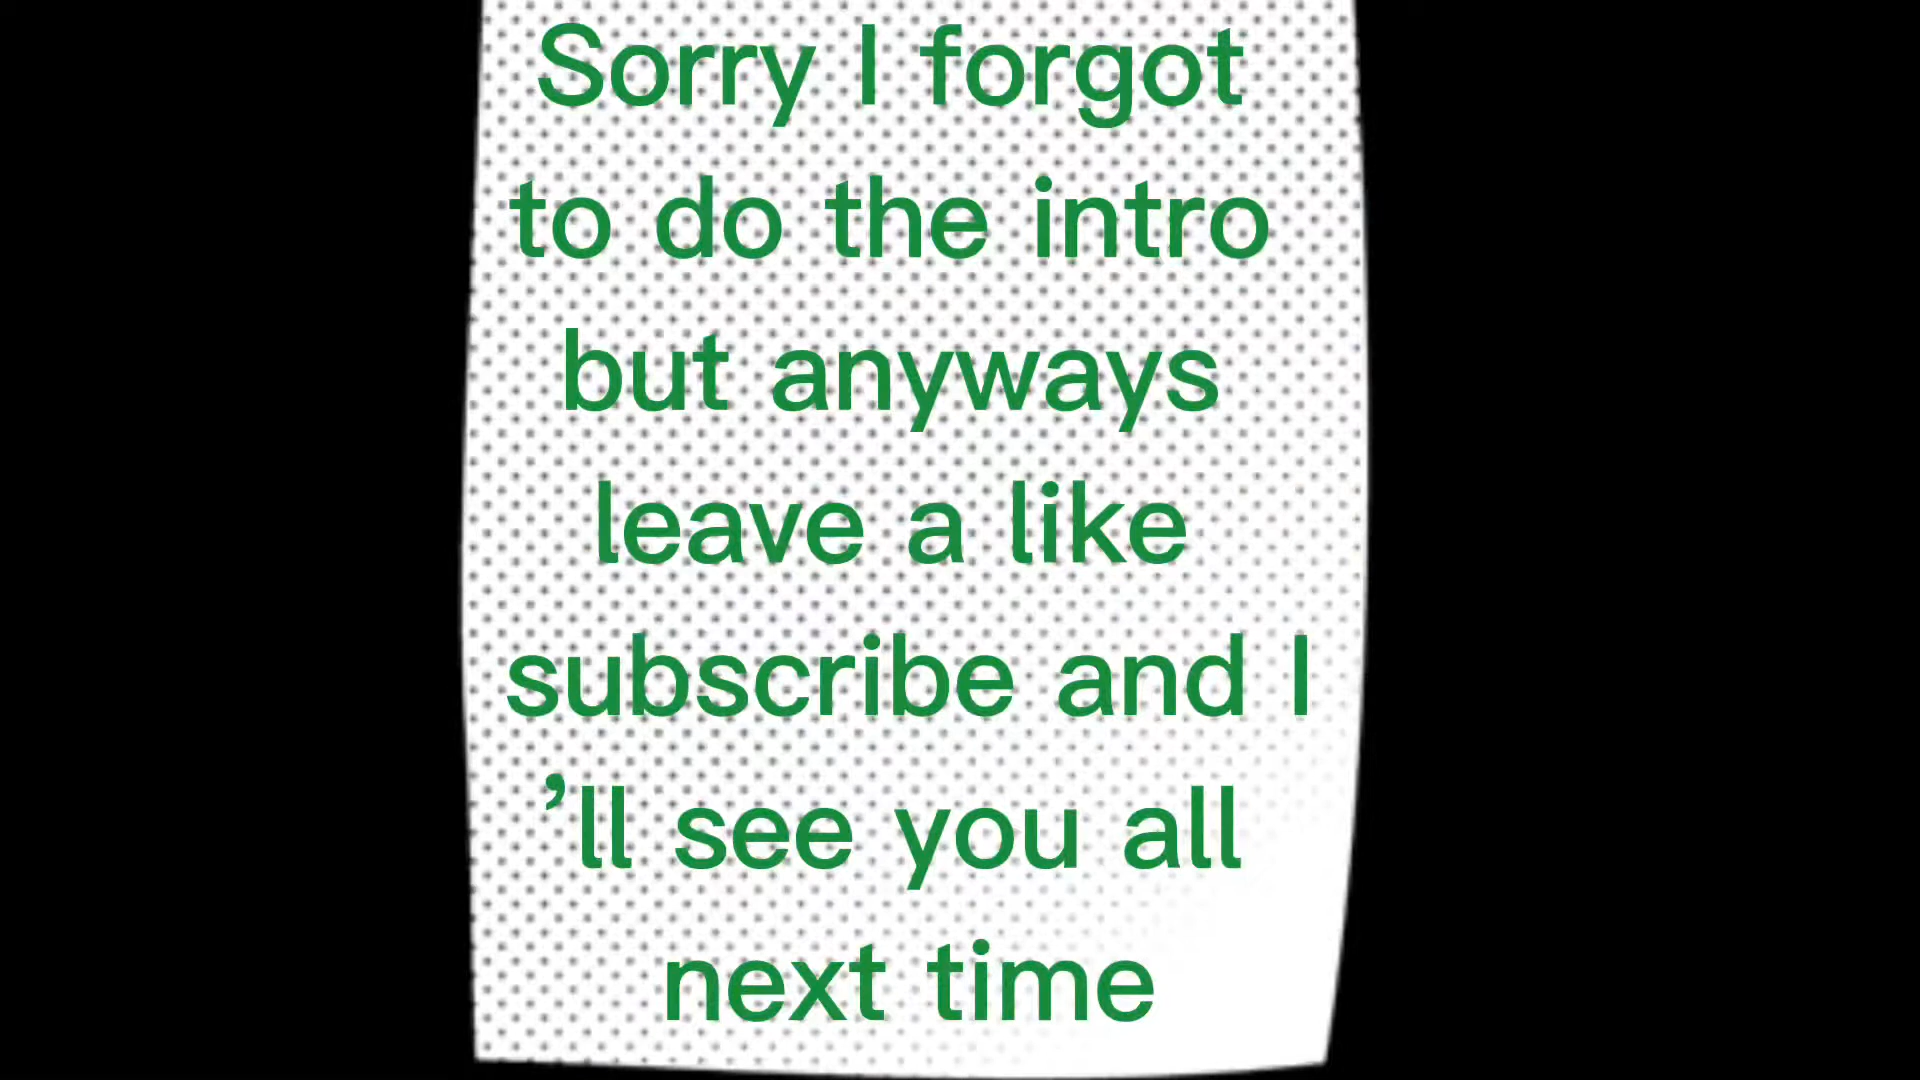 Sorry I forgot
to do the intro
but anyways
leave a like
subscribe and I
’ll see you all
next time